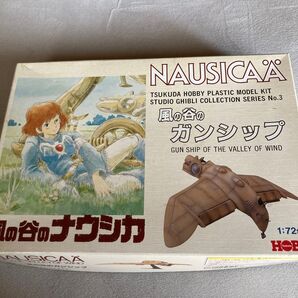 NAUSICAÄ
TSUKUDA HOBBY PLASTIC MODEL KIT
STUDIO GHIBLI COLLECTION SERIES No.3
風の谷の
ガンシップ
GUN SHIP OF THE VALLEY OF WIND
風の谷のナウシカ
1:72
HOB